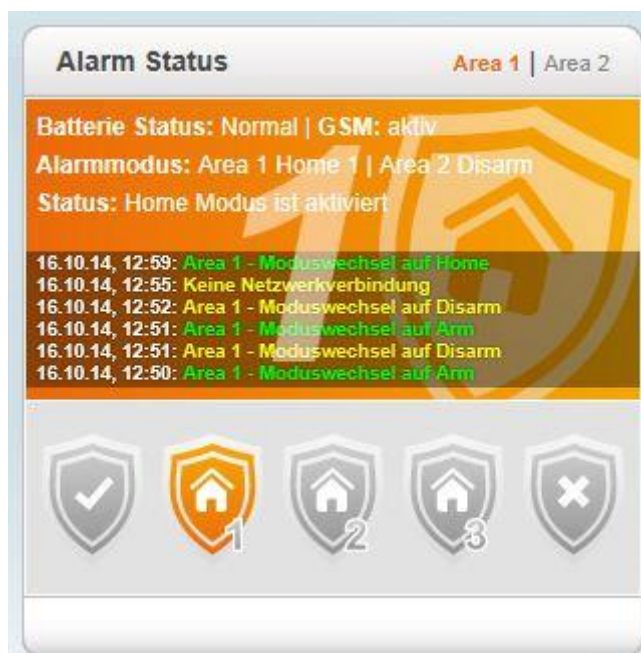 Alarm Status
Area 1 | Area 2
Batterie Status: Normal | GSM: aktiv
Alarmmodus: Area 1 Home 1 | Area 2 Disarm
Status: Home Modus ist aktiviert
1
16.10.14, 12:59: Area 1 - Moduswechsel auf Home
16.10.14, 12:55: Keine Netzwerkverbindung
16.10.14, 12:52: Area 1 - Moduswechsel auf Disarm
16.10.14, 12:51: Area 1 - Moduswechsel auf Arm
16.10.14, 12:51: Area 1 - Moduswechsel auf Disarm
16.10.14, 12:50: Area 1 - Moduswechsel auf Arm
1 2 3